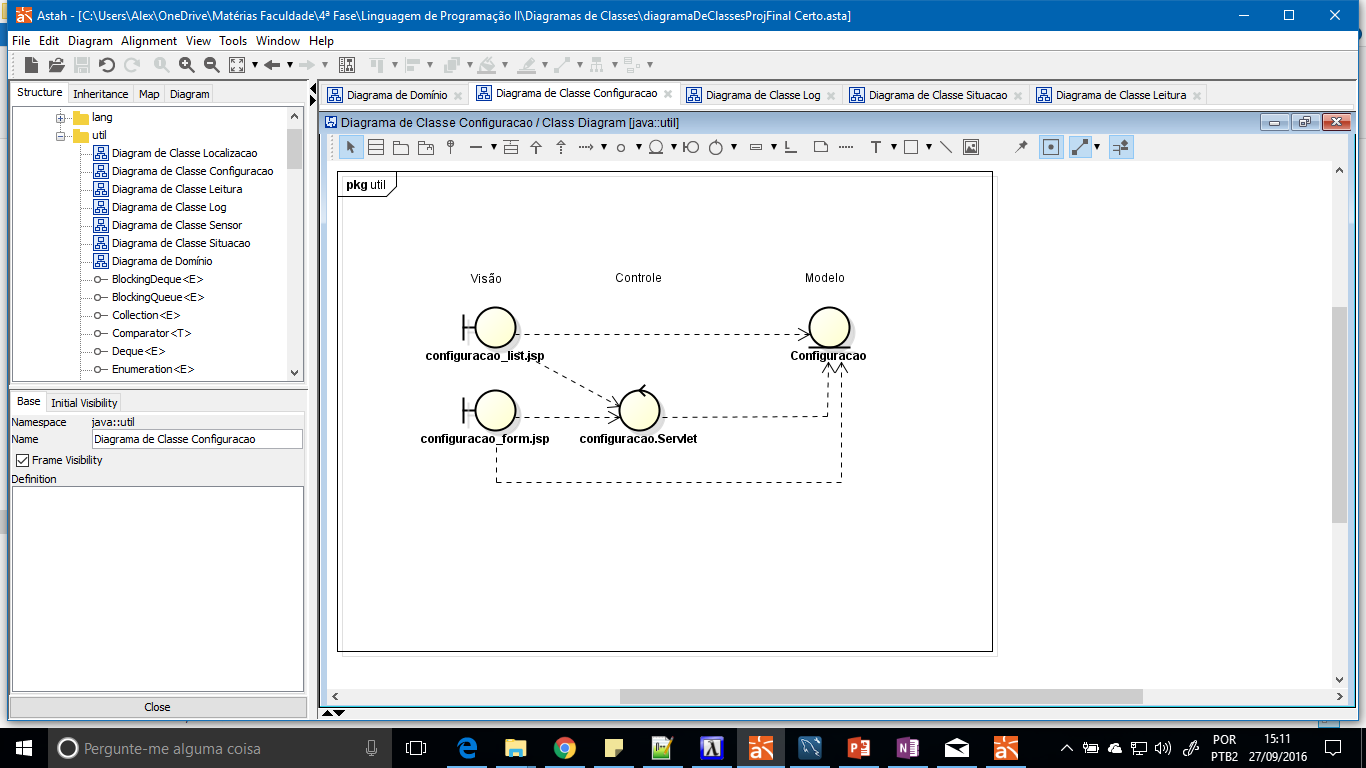 Astah - [C:\Users\Alex\OneDrive\Matérias Faculdade\4ª Fase\Linguagem de Programação II\Diagramas de Classes\diagramaDeClassesProjFinal Certo.asta]
File Edit Diagram Alignment View Tools Window Help
Structure Inheritance Map Diagram
lang
util
Diagram de Classe Localizacao
Diagrama de Classe Configuracao
Diagrama de Classe Leitura
Diagrama de Classe Log
Diagrama de Classe Sensor
Diagrama de Classe Situacao
Diagrama de Domínio
BlockingDeque<E>
BlockingQueue<E>
Collection<E>
Comparator<T>
Deque<E>
Enumeration<E>
Base Initial Visibility
Namespace java::util
Name Diagrama de Classe Configuracao
Frame Visibility
Definition
Close
Diagrama de Domínio Diagrama de Classe Configuracao Diagrama de Classe Log Diagrama de Classe Situacao Diagrama de Classe Leitura
Diagrama de Classe Configuracao / Class Diagram [java::util]
T
pkg util
Visão Controle Modelo
configuracao_list.jsp Configuracao
configuracao_form.jsp configuracao.Servlet
Pergunte-me alguma coisa
POR
PTB2
15:11
27/09/2016